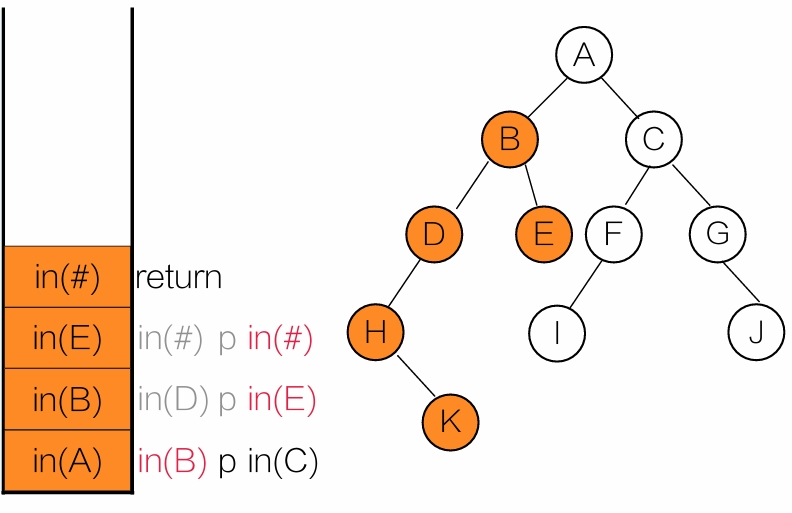 A
B
C
D
E
F
G
in(#) return
in(E) in(#) p in(#)
H
I
J
in(B) in(D) p in(E)
K
in(A) in(B) p in(C)